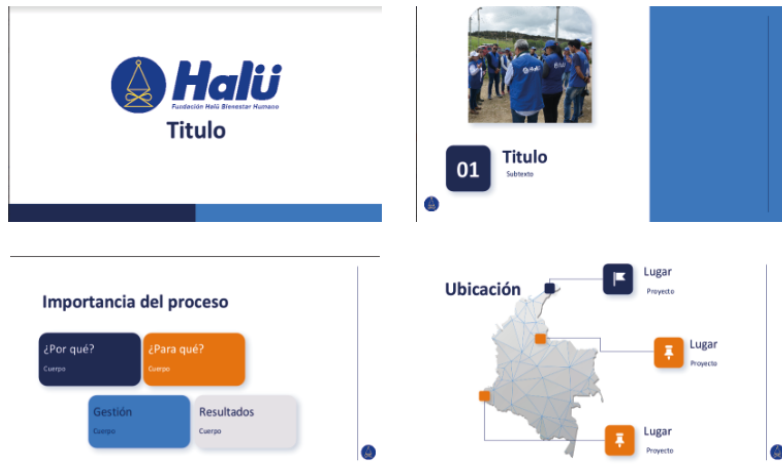 Halü
Fundación Halü Bienestar Humano
Titulo
01
Titulo
Subtexto
Importancia del proceso
¿Por qué?
Cuerpo
¿Para qué?
Cuerpo
Gestión
Cuerpo
Resultados
Cuerpo
Ubicación
Lugar
Proyecto
Lugar
Proyecto
Lugar
Proyecto